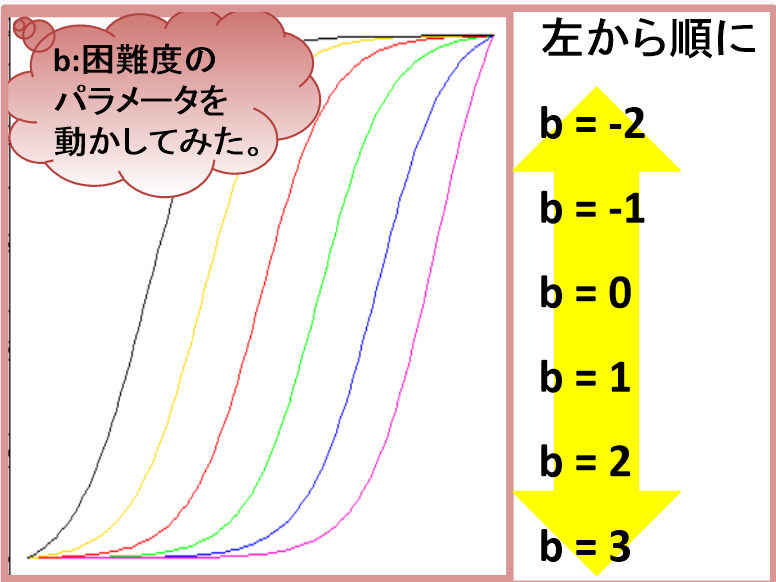 b:困難度の
パラメータを
動かしてみた。
左から順に
b = -2
b = -1
b = 0
b = 1
b = 2
b = 3